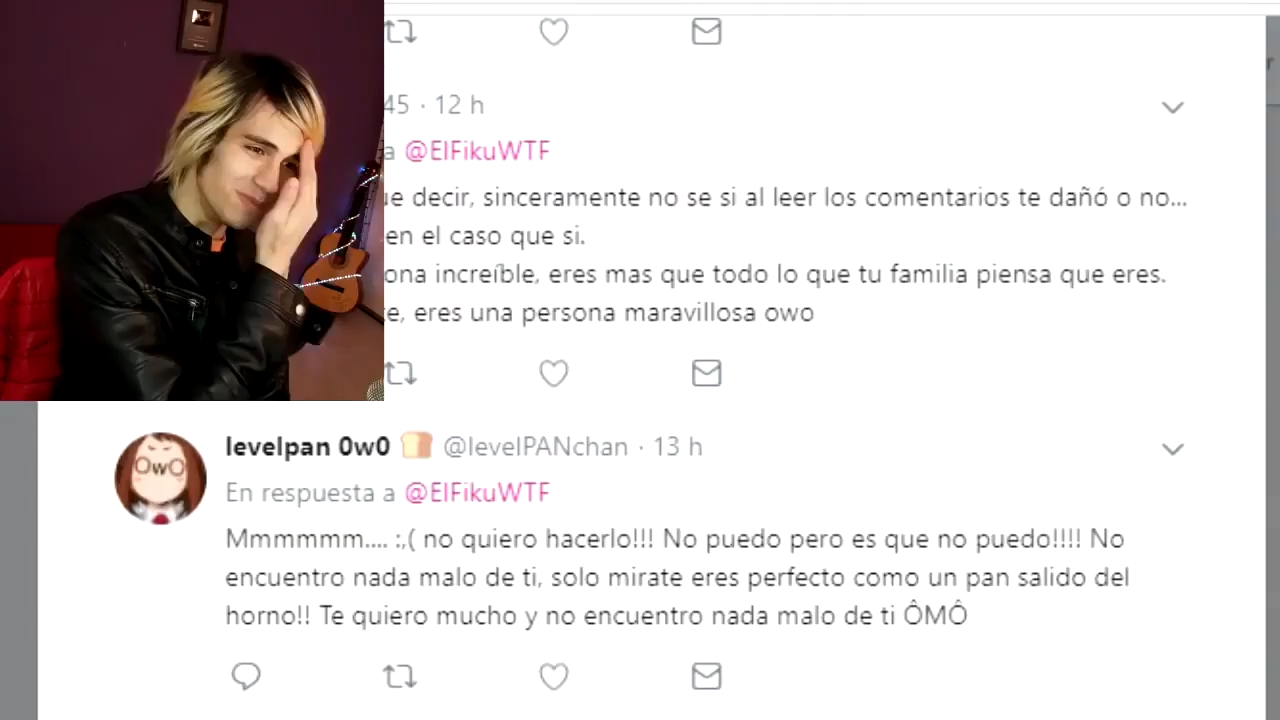 45 · 12 h
a @ElFikuWTF
ue decir, sinceramente no se si al leer los comentarios te dañó o no...
en el caso que si.
ona increíble, eres mas que todo lo que tu familia piensa que eres.
e, eres una persona maravillosa owo
levelpan 0w0 @levelPANchan · 13 h
OwO
En respuesta a @ElFikuWTF
Mmmmmm.... :,( no quiero hacerlo!!! No puedo pero es que no puedo!!!! No
encuentro nada malo de ti, solo mirate eres perfecto como un pan salido del
horno!! Te quiero mucho y no encuentro nada malo de ti ÔMÔ